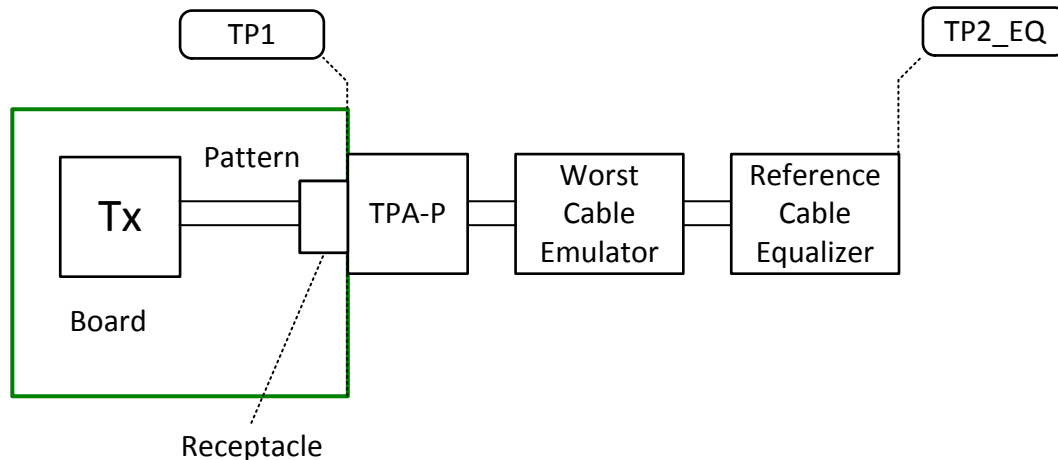 TP1
TP2_EQ
Pattern
Tx
TPA-P
Worst
Cable
Emulator
Reference
Cable
Equalizer
Board
Receptacle